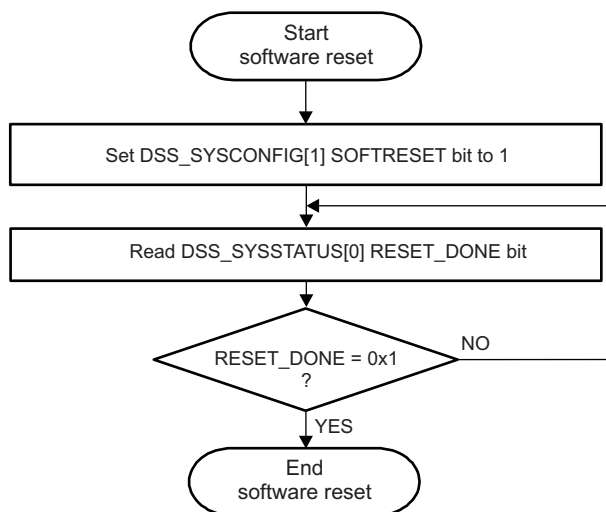 Start
software reset
Set DSS_SYSCONFIG[1] SOFTRESET bit to 1
Read DSS_SYSSTATUS[0] RESET_DONE bit
RESET_DONE = 0x1
?
NO
YES
End
software reset